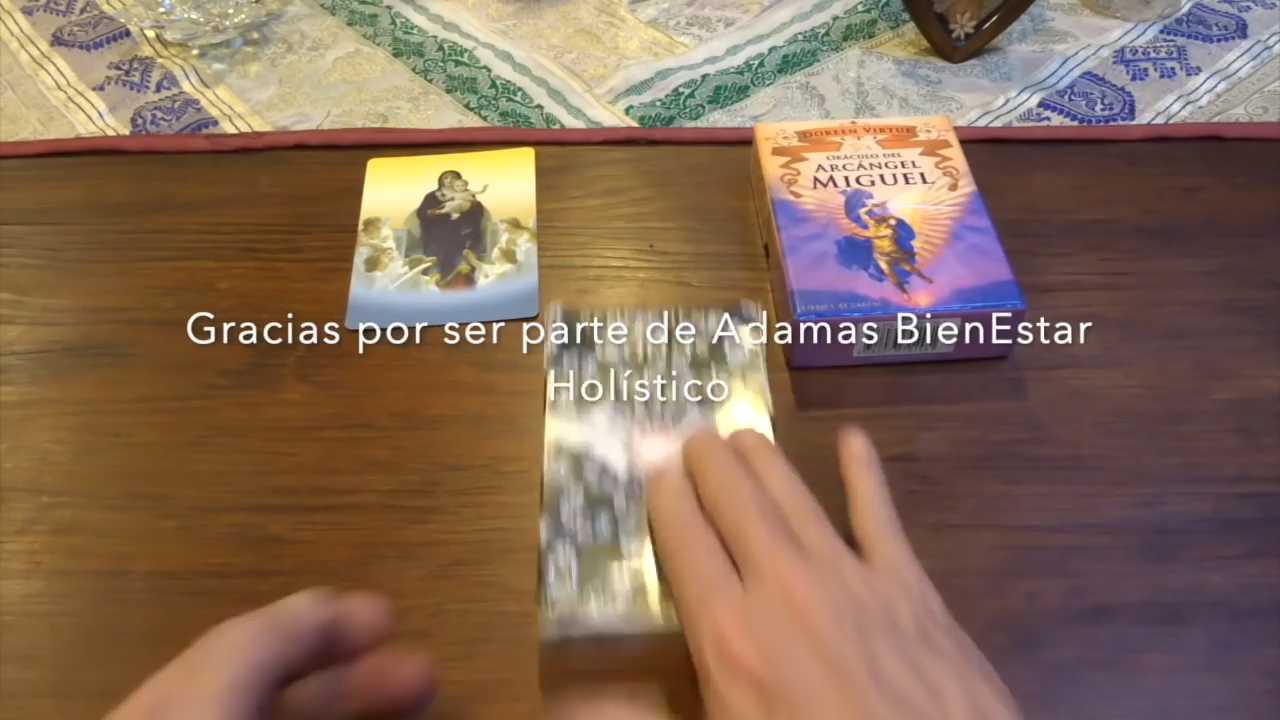 DOREEN VIRTUE
ORÁCULO DEL
ARCÁNGEL
MIGUEL
Gracias por ser parte de Adamas BienEstar
Holístico